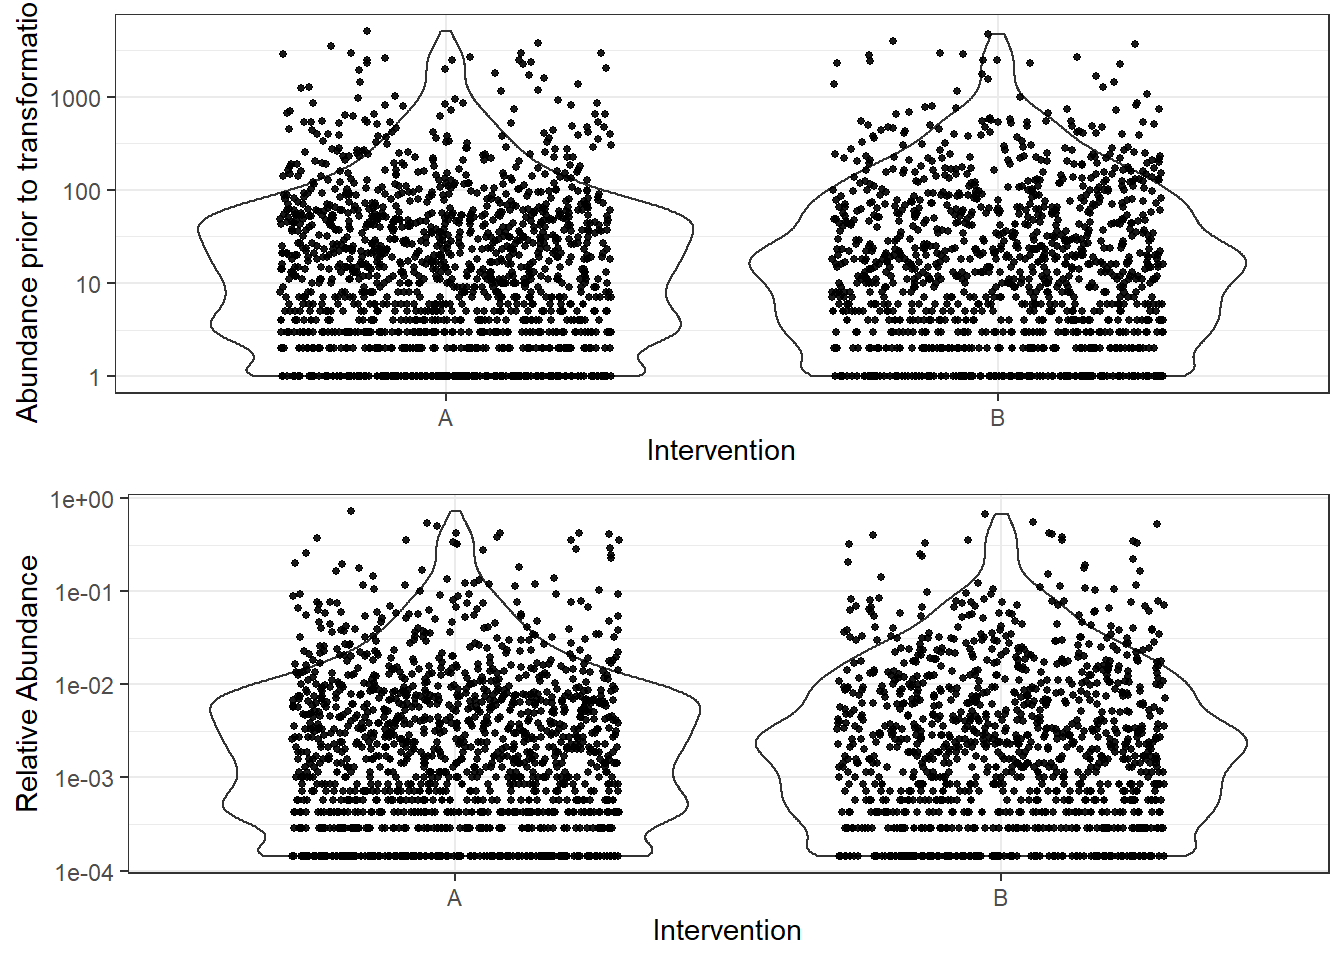 Abundance prior to transformatio
1000
100
10
1
A
B
Intervention
Relative Abundance
1e+00
1e-01
1e-02
1e-03
1e-04
A
B
Intervention